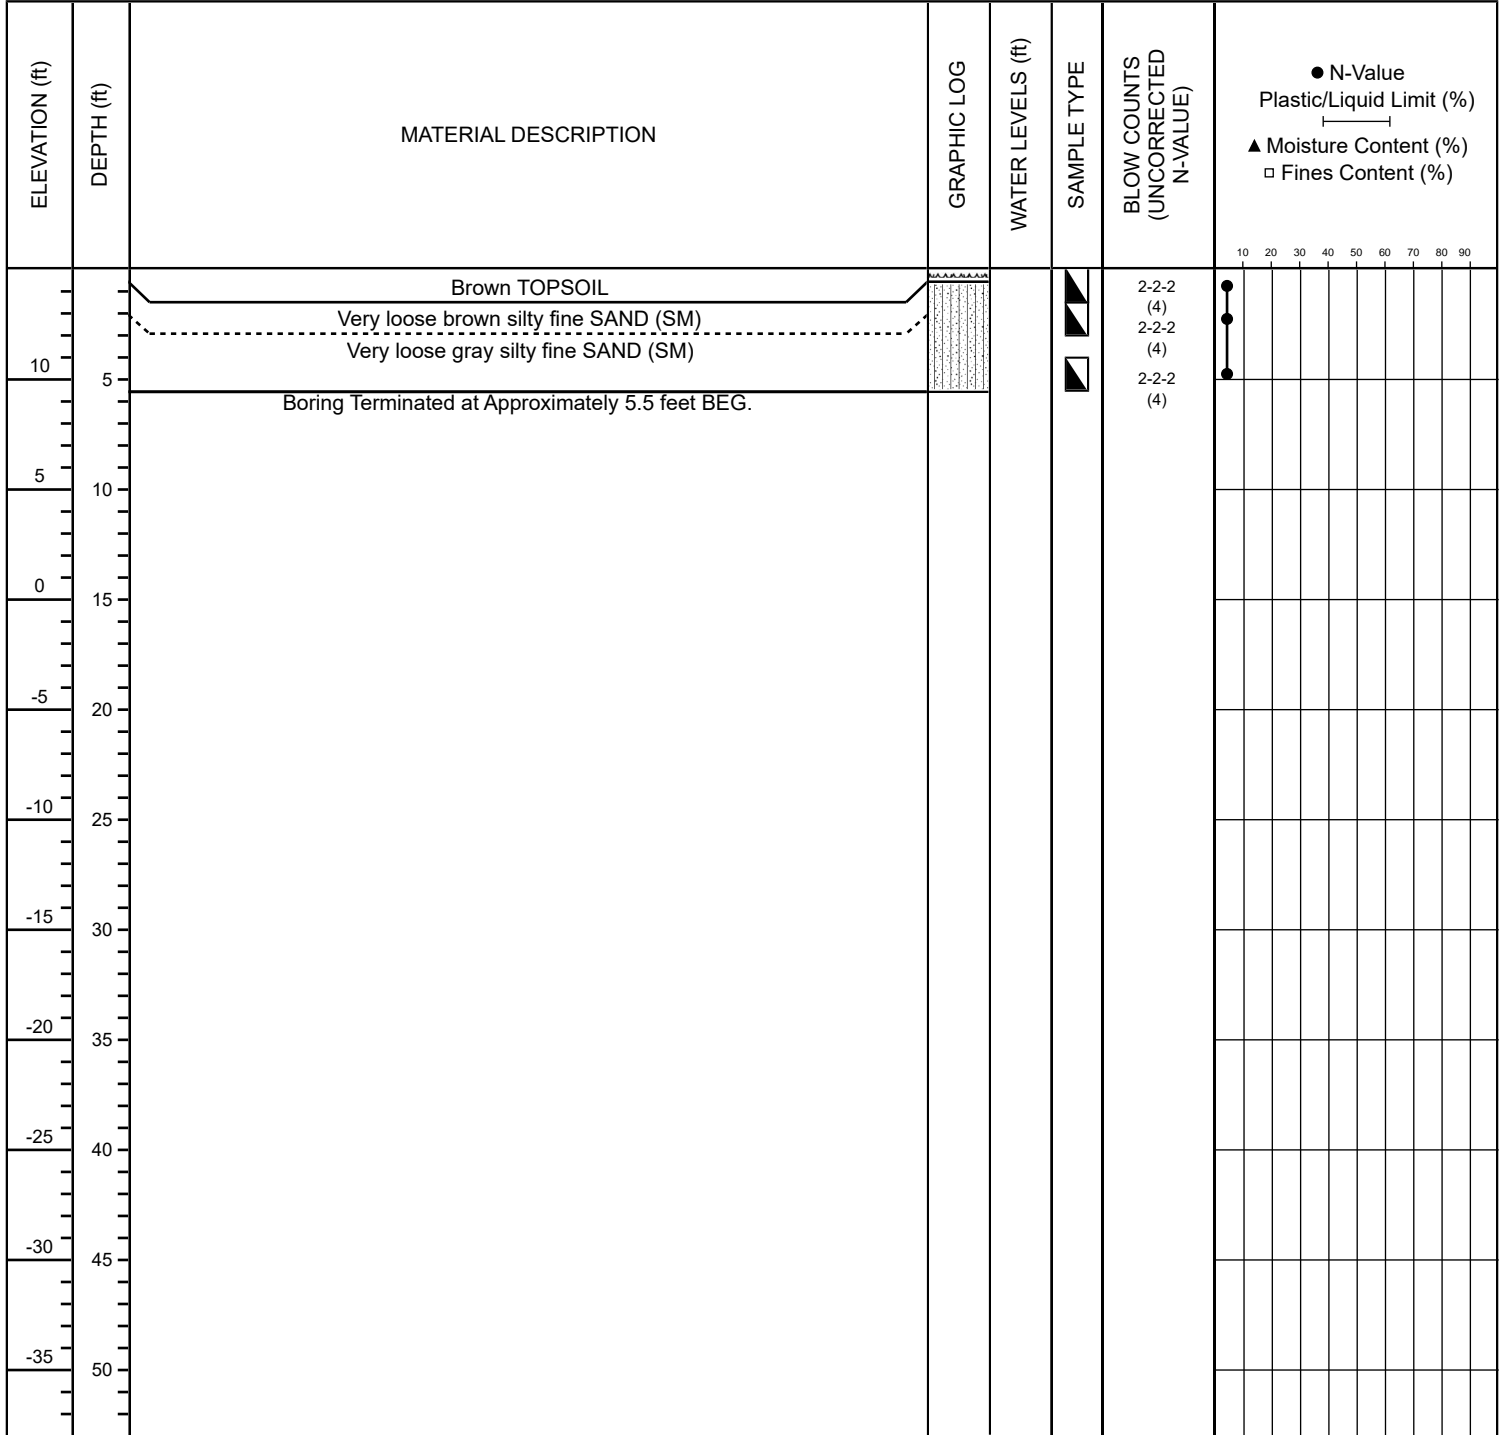 ELEVATION (ft)
DEPTH (ft)
MATERIAL DESCRIPTION
GRAPHIC LOG
WATER LEVELS (ft)
SAMPLE TYPE
BLOW COUNTS
(UNCORRECTED
N-VALUE)
● N-Value
Plastic/Liquid Limit (%)
▲ Moisture Content (%)
□ Fines Content (%)
10 20 30 40 50 60 70 80 90
Brown TOPSOIL
2-2-2
(4)
Very loose brown silty fine SAND (SM)
2-2-2
(4)
Very loose gray silty fine SAND (SM)
10
5
2-2-2
(4)
Boring Terminated at Approximately 5.5 feet BEG.
5
10
0
15
-5
20
-10
25
-15
30
-20
35
-25
40
-30
45
-35
50